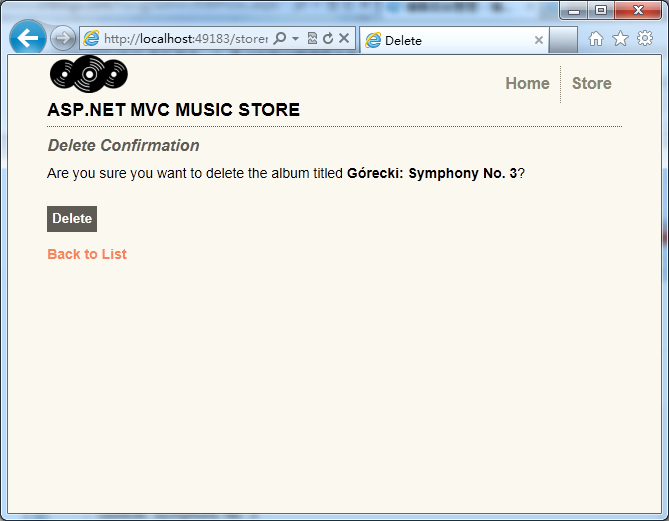 http://localhost:49183/storer
Delete
Home
Store
ASP.NET MVC MUSIC STORE
Delete Confirmation
Are you sure you want to delete the album titled Górecki: Symphony No. 3?
Delete
Back to List